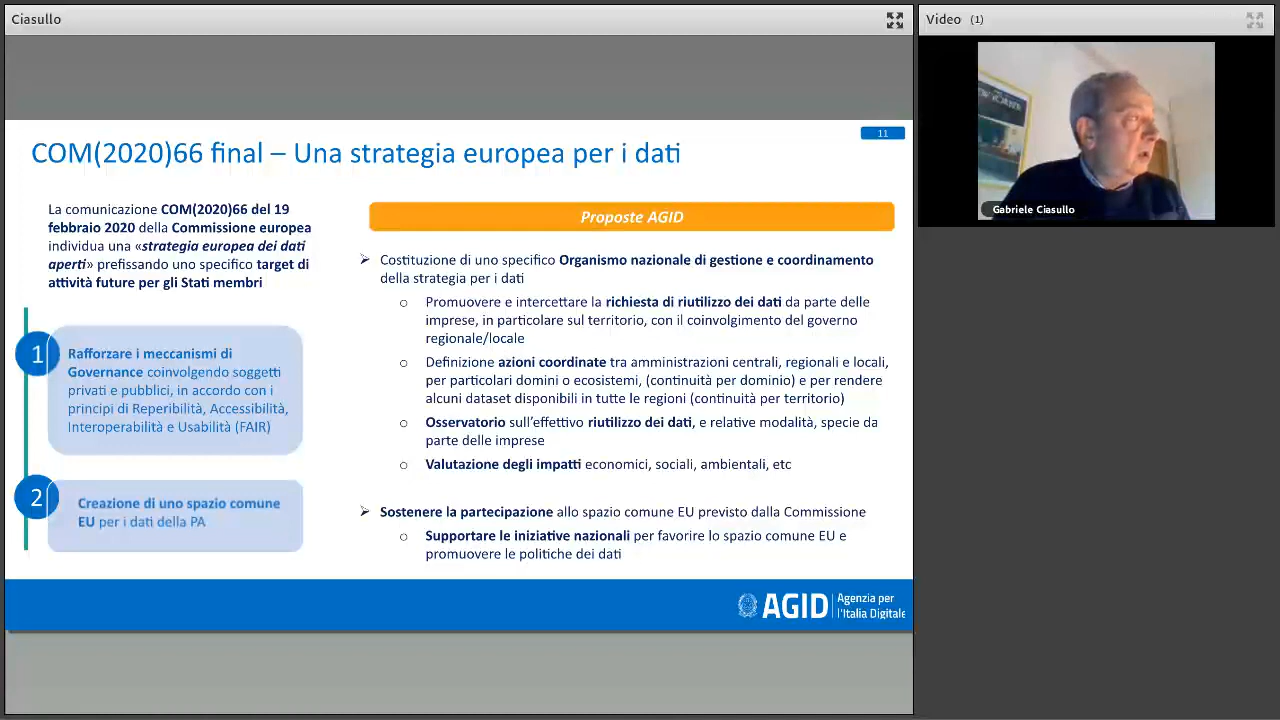 Ciasullo
Video (1)
Gabriele Ciasullo
11
COM(2020)66 final – Una strategia europea per i dati
La comunicazione COM(2020)66 del 19
febbraio 2020 della Commissione europea
individua una «strategia europea dei dati
aperti» prefissando uno specifico target di
attività future per gli Stati membri
1
Rafforzare i meccanismi di
Governance coinvolgendo soggetti
privati e pubblici, in accordo con i
principi di Reperibilità, Accessibilità,
Interoperabilità e Usabilità (FAIR)
2
Creazione di uno spazio comune
EU per i dati della PA
Proposte AGID
Costituzione di uno specifico Organismo nazionale di gestione e coordinamento
della strategia per i dati
Promuovere e intercettare la richiesta di riutilizzo dei dati da parte delle
imprese, in particolare sul territorio, con il coinvolgimento del governo
regionale/locale
Definizione azioni coordinate tra amministrazioni centrali, regionali e locali,
per particolari domini o ecosistemi, (continuità per dominio) e per rendere
alcuni dataset disponibili in tutte le regioni (continuità per territorio)
Osservatorio sull'effettivo riutilizzo dei dati, e relative modalità, specie da
parte delle imprese
Valutazione degli impatti economici, sociali, ambientali, etc
Sostenere la partecipazione allo spazio comune EU previsto dalla Commissione
Supportare le iniziative nazionali per favorire lo spazio comune EU e
promuovere le politiche dei dati
AGID
Agenzia per
l'Italia Digitale